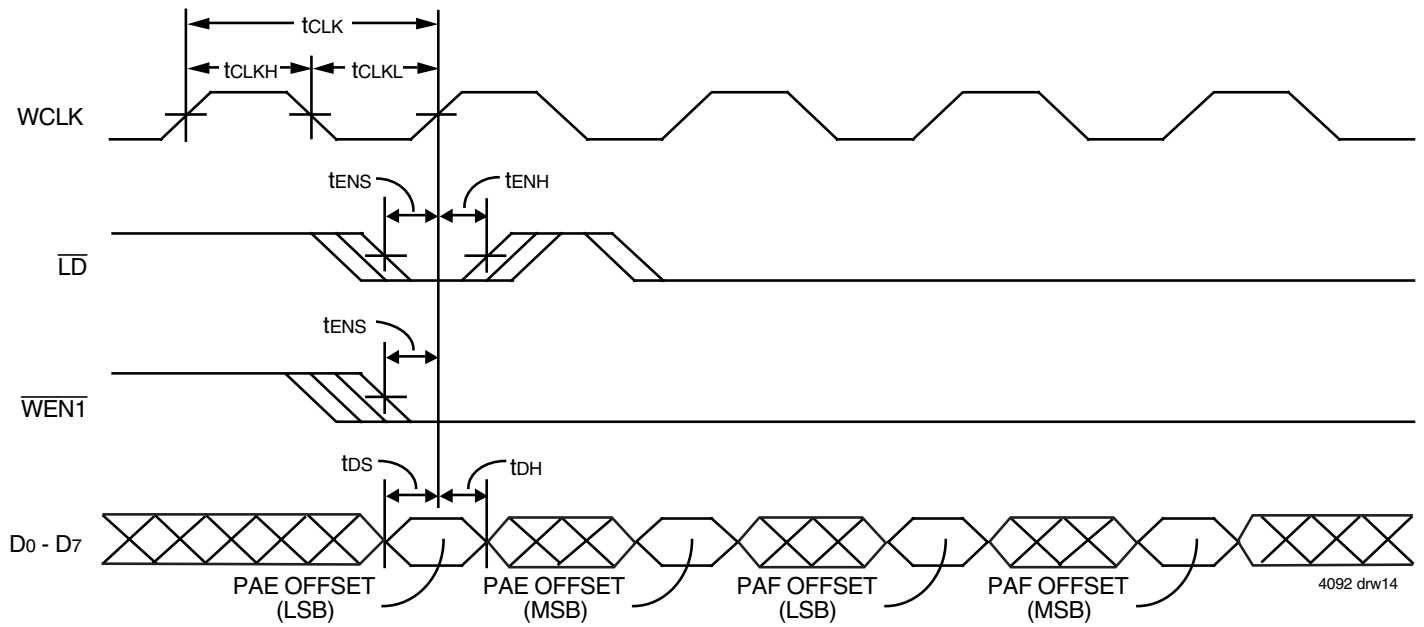 tCLK
tCLKH
tCLKL
WCLK
tENS
tENH
LD
tENS
WEN1
tDS
tDH
D0 - D7
PAE OFFSET
(LSB)
PAE OFFSET
(MSB)
PAF OFFSET
(LSB)
PAF OFFSET
(MSB)
4092 drw14